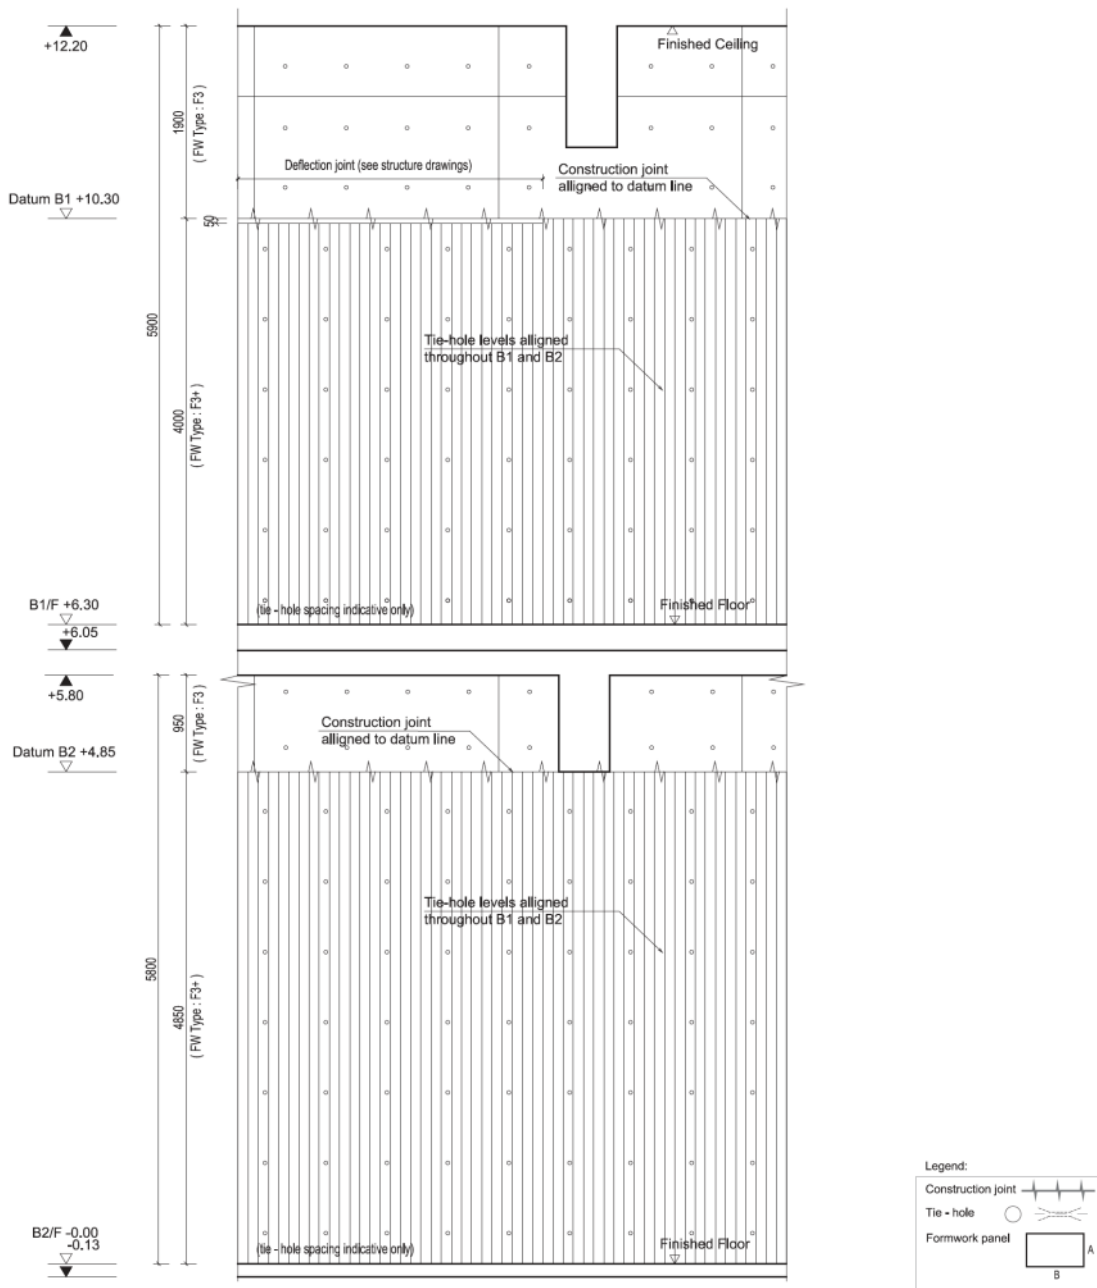 +12.20
Finished Ceiling
1900
( FW Type : F3 )
Deflection joint (see structure drawings)
Construction joint
alligned to datum line
Datum B1 +10.30
50
5900
Tie-hole levels alligned
throughout B1 and B2
4000
( FW Type : F3+ )
B1/F +6.30
(tie - hole spacing indicative only)
Finished Floor
+6.05
+5.80
950
( FW Type : F3 )
Construction joint
alligned to datum line
Datum B2 +4.85
Tie-hole levels alligned
throughout B1 and B2
5800
4850
( FW Type : F3+ )
B2/F -0.00
-0.13
(tie - hole spacing indicative only)
Finished Floor
Legend:
Construction joint
Tie - hole
Formwork panel
A
B